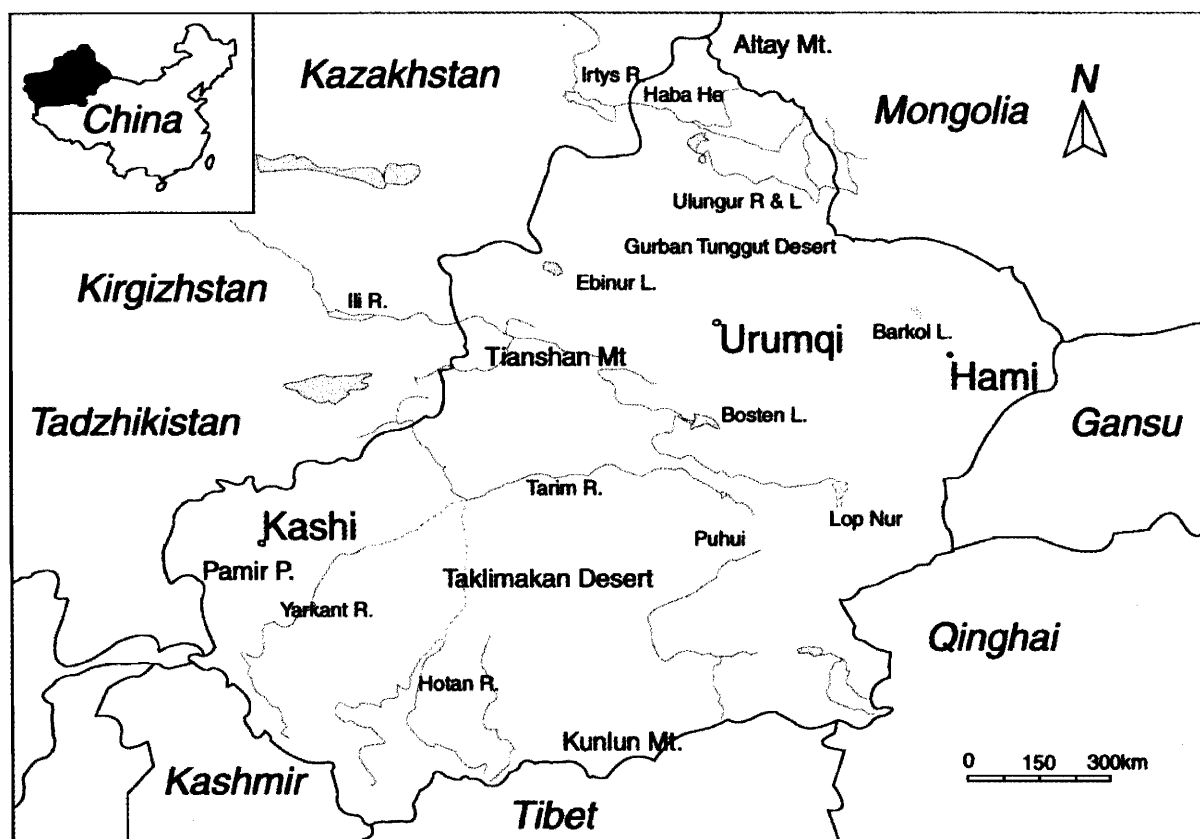 Altay Mt.
Kazakhstan
Irtys R
N
Haba He
Mongolia
China
Ulungur R & L
Gurban Tunggut Desert
Ebinur L.
Kirgizhstan
Ili R.
Urumqi
Barkol L.
Tianshan Mt
Hami
Tadzhikistan
Bosten L.
Gansu
Tarim R.
Kashi
Lop Nur
Puhui
Pamir P.
Taklimakan Desert
Yarkant R.
Qinghai
Hotan R.
Kunlun Mt.
Kashmir
0 150 300km
Tibet